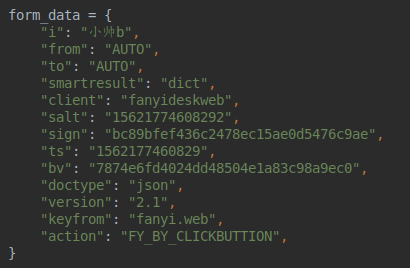 form_data = {
"i": "小帅b",
"from": "AUTO",
"to": "AUTO",
"smartresult": "dict",
"client": "fanyideskweb",
"salt": "15621774608292",
"sign": "bc89bfef436c2478ec15ae0d5476c9ae",
"ts": "1562177460829",
"bv": "7874e6fd4024dd48504e1a83c98a9ec0",
"doctype": "json",
"version": "2.1",
"keyfrom": "fanyi.web",
"action": "FY_BY_CLICKBUTTION",
}